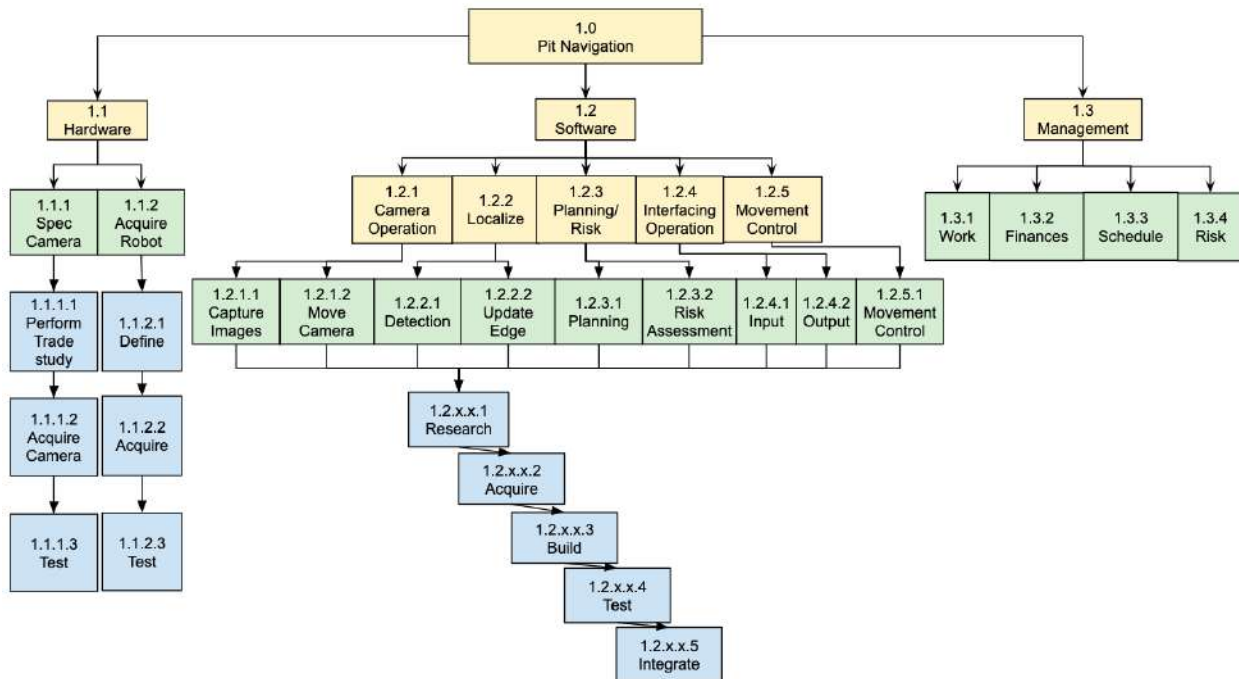 1.0
Pit Navigation
1.1
Hardware
1.2
Software
1.3
Management
1.1.1
Spec
Camera
1.1.2
Acquire
Robot
1.2.1
Camera
Operation
1.2.2
Localize
1.2.3
Planning/
Risk
1.2.4
Interfacing
Operation
1.2.5
Movement
Control
1.3.1
Work
1.3.2
Finances
1.3.3
Schedule
1.3.4
Risk
1.2.1.1
Capture
Images
1.2.1.2
Move
Camera
1.2.2.1
Detection
1.2.2.2
Update
Edge
1.2.3.1
Planning
1.2.3.2
Risk
Assessment
1.2.4.1
Input
1.2.4.2
Output
1.2.5.1
Movement
Control
1.1.1.1
Perform
Trade
study
1.1.2.1
Define
1.1.1.2
Acquire
Camera
1.1.2.2
Acquire
1.1.1.3
Test
1.1.2.3
Test
1.2.x.x.1
Research
1.2.x.x.2
Acquire
1.2.x.x.3
Build
1.2.x.x.4
Test
1.2.x.x.5
Integrate